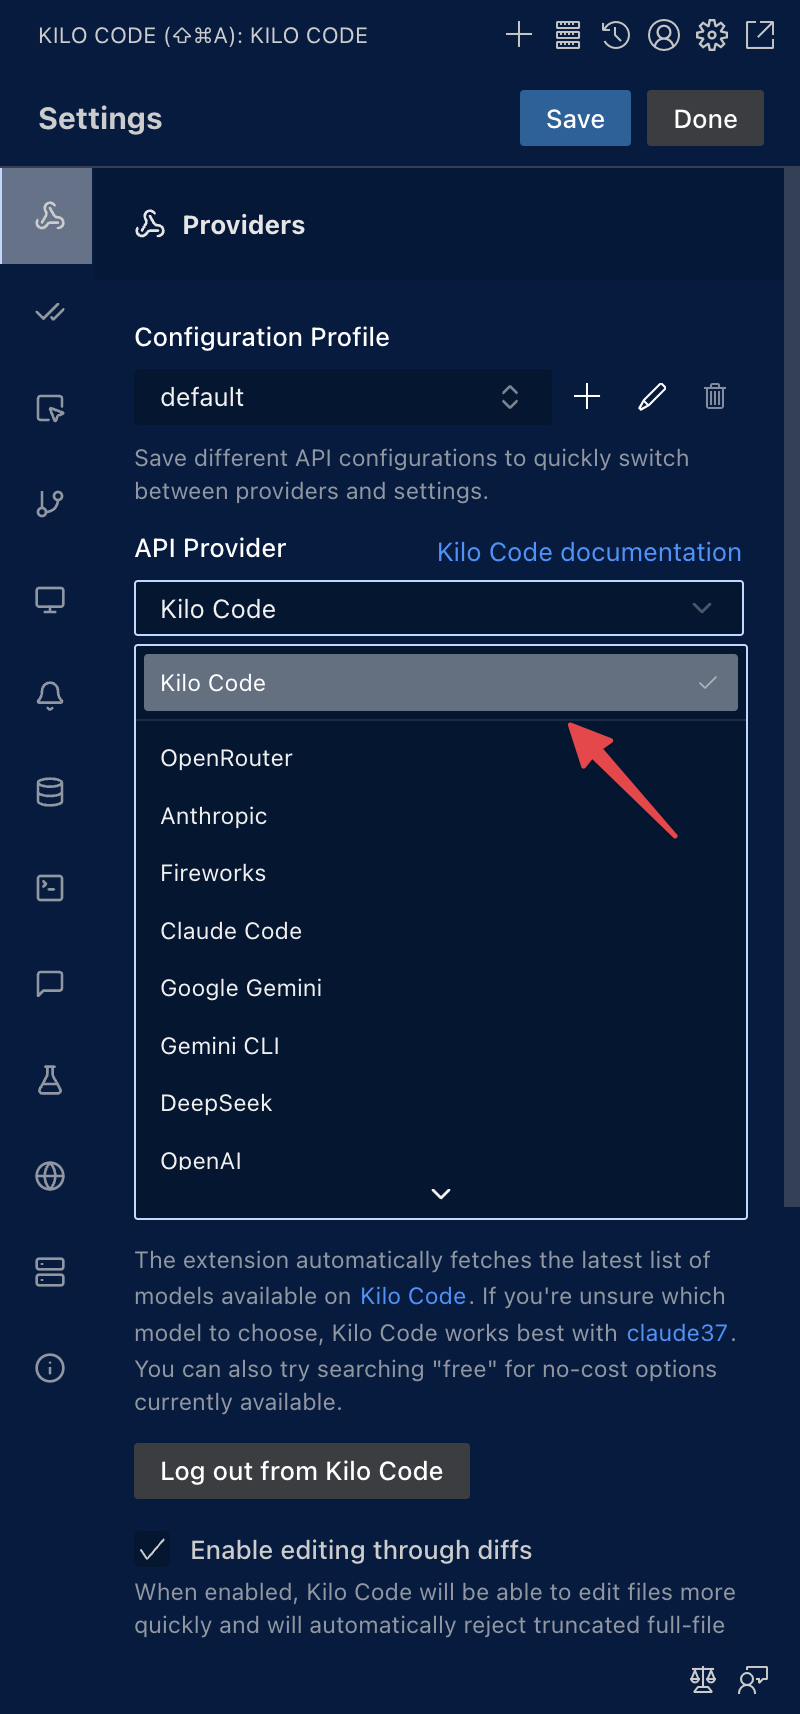 KILO CODE (⇧⌘A): KILO CODE
Settings
Save
Done
Providers
Configuration Profile
default
Save different API configurations to quickly switch
between providers and settings.
API Provider
Kilo Code documentation
Kilo Code
Kilo Code
OpenRouter
Anthropic
Fireworks
Claude Code
Google Gemini
Gemini CLI
DeepSeek
OpenAI
The extension automatically fetches the latest list of
models available on Kilo Code. If you're unsure which
model to choose, Kilo Code works best with claude37.
You can also try searching "free" for no-cost options
currently available.
Log out from Kilo Code
Enable editing through diffs
When enabled, Kilo Code will be able to edit files more
quickly and will automatically reject truncated full-file